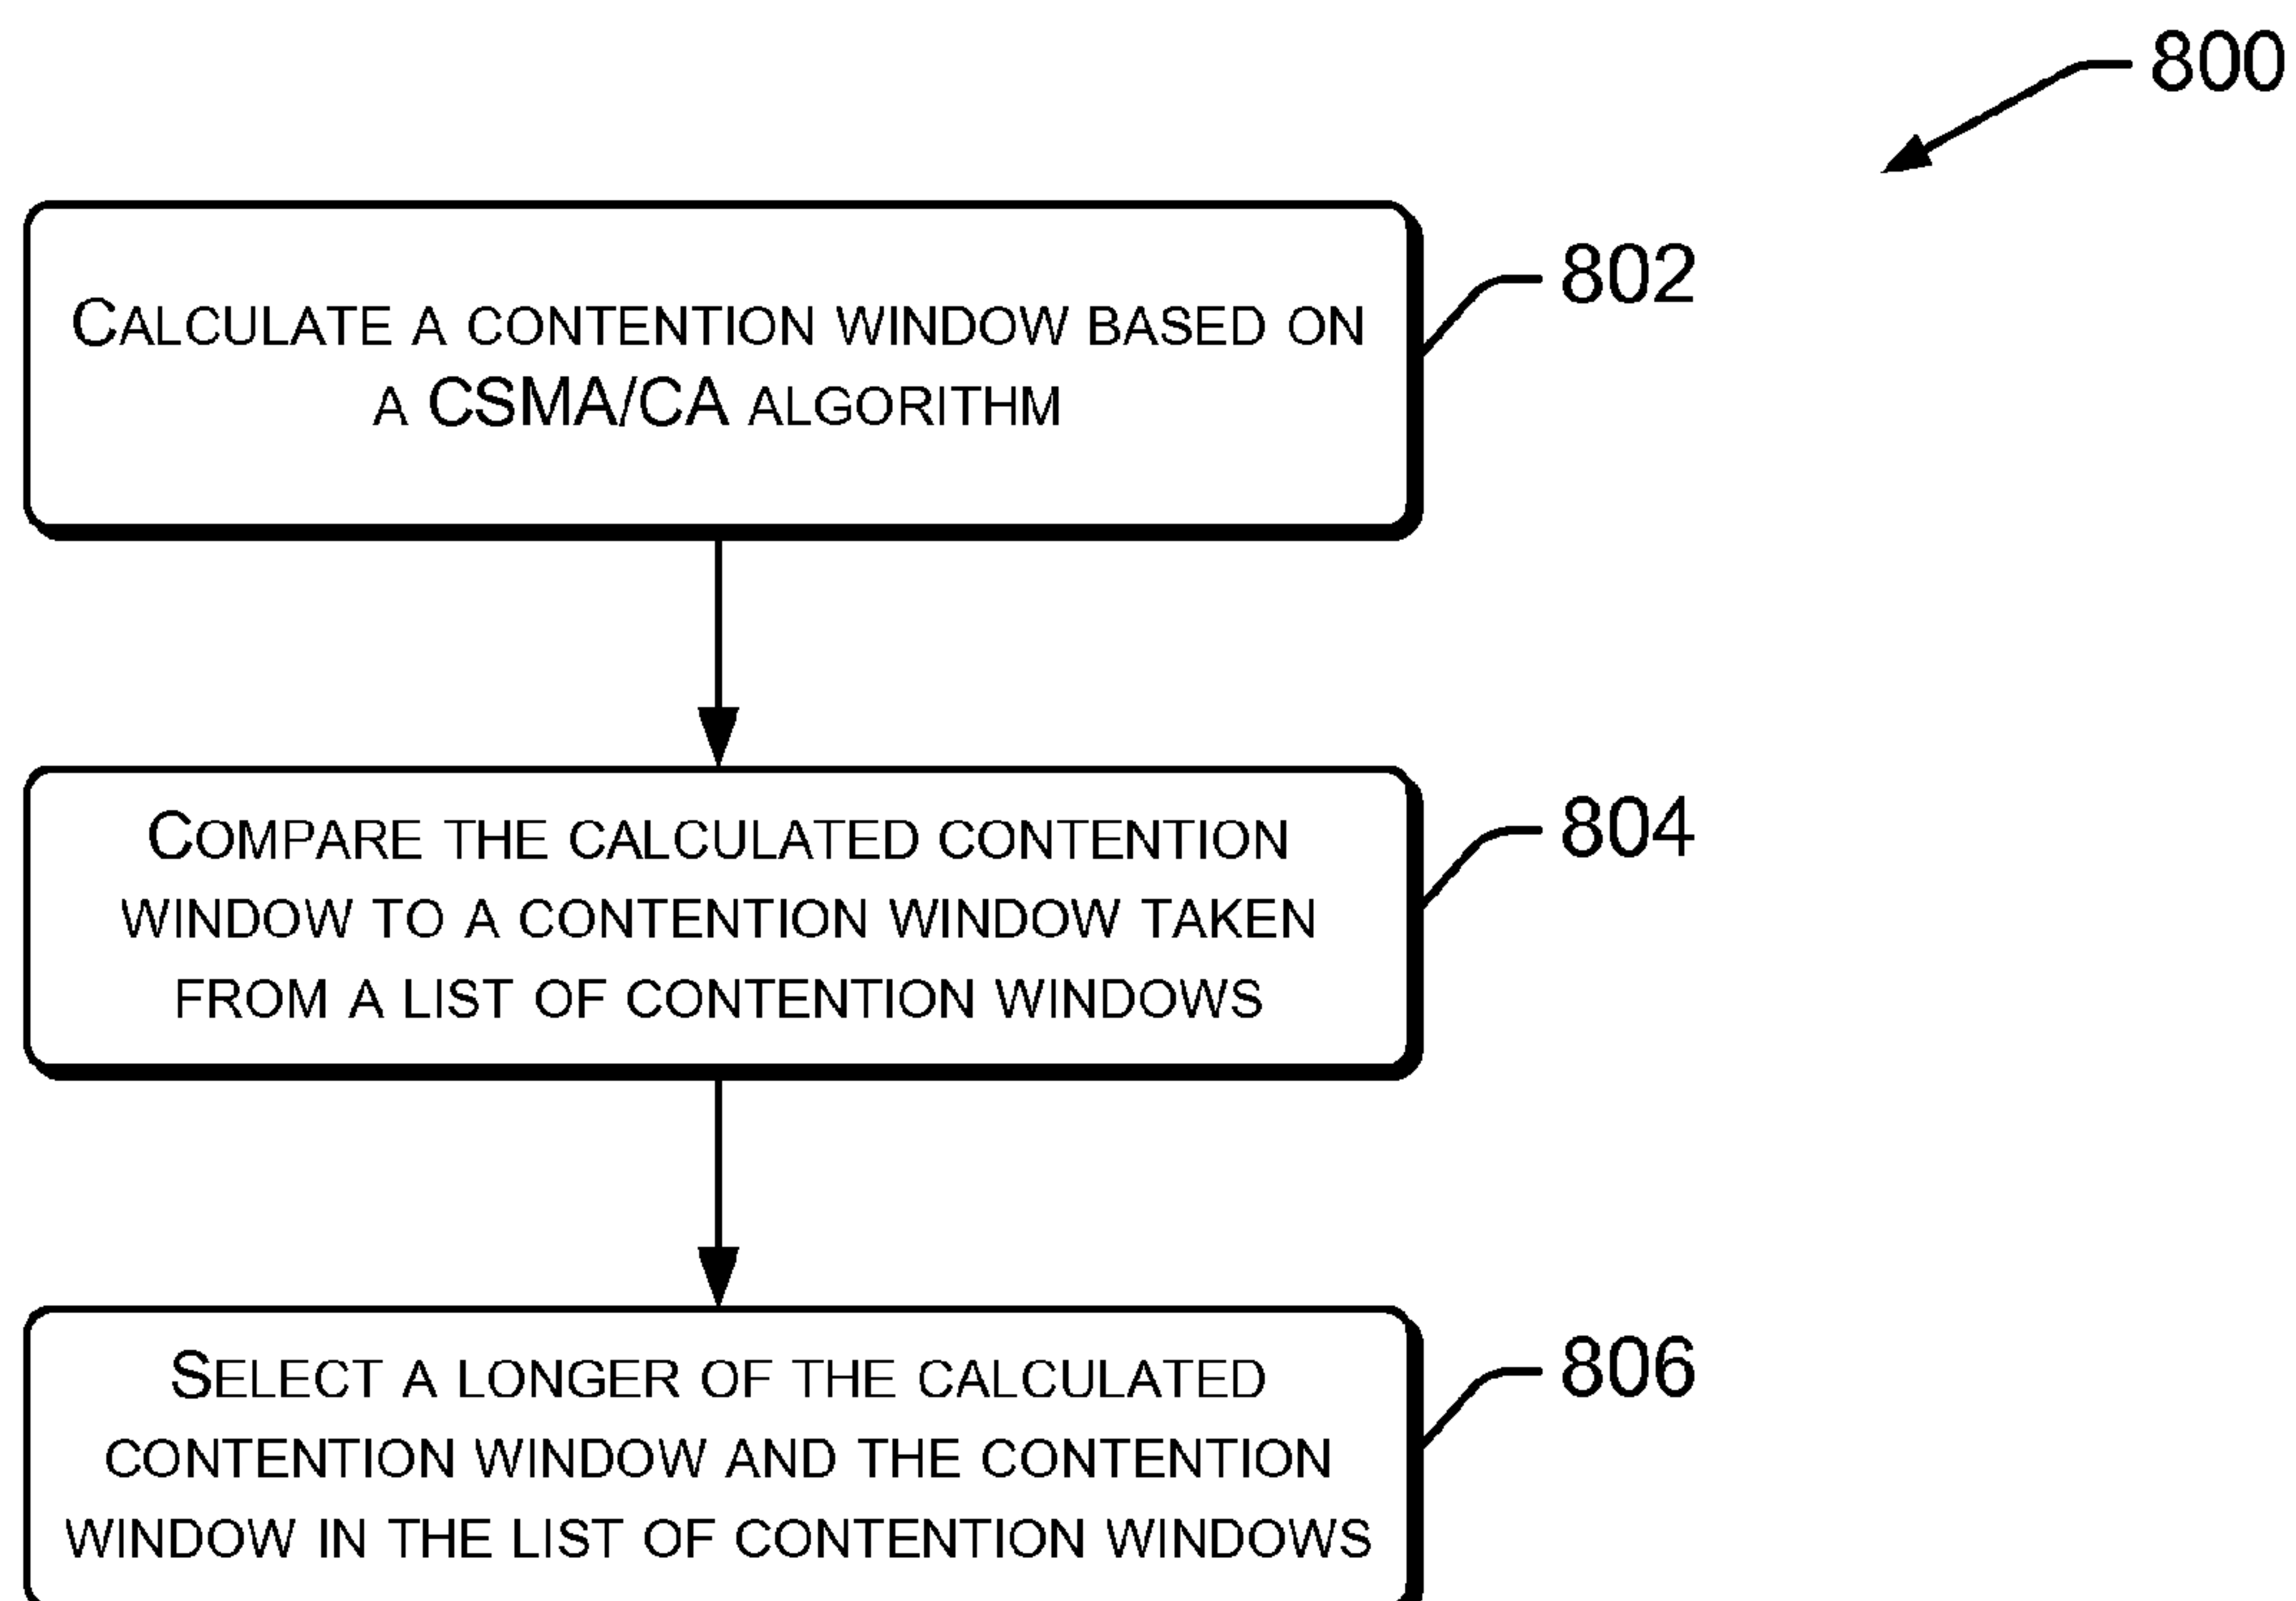 800
CALCULATE A CONTENTION WINDOW BASED ON
A CSMA/CA ALGORITHM
802
COMPARE THE CALCULATED CONTENTION
WINDOW TO A CONTENTION WINDOW TAKEN
FROM A LIST OF CONTENTION WINDOWS
804
SELECT A LONGER OF THE CALCULATED
CONTENTION WINDOW AND THE CONTENTION
WINDOW IN THE LIST OF CONTENTION WINDOWS
806